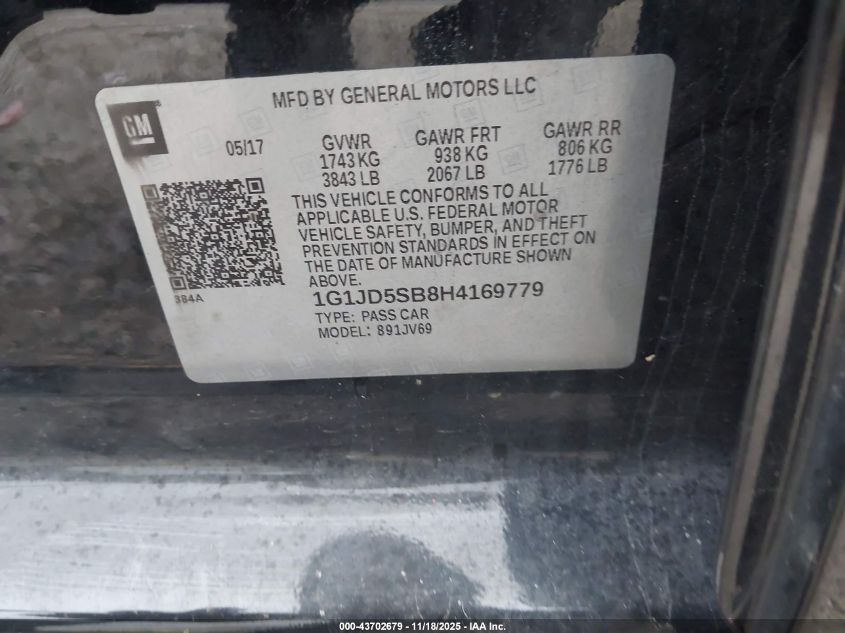 MFD BY GENERAL MOTORS LLC
GM
05/17
GVWR
1743 KG
3843 LB
GAWR FRT
938 KG
2067 LB
GAWR RR
806 KG
1776 LB
THIS VEHICLE CONFORMS TO ALL
APPLICABLE U.S. FEDERAL MOTOR
VEHICLE SAFETY, BUMPER, AND THEFT
PREVENTION STANDARDS IN EFFECT ON
THE DATE OF MANUFACTURE SHOWN
ABOVE.
384A
1G1JD5SB8H4169779
TYPE: PASS CAR
MODEL: 891JV69
000-43702679 - 11/18/2025 - IAA Inc.